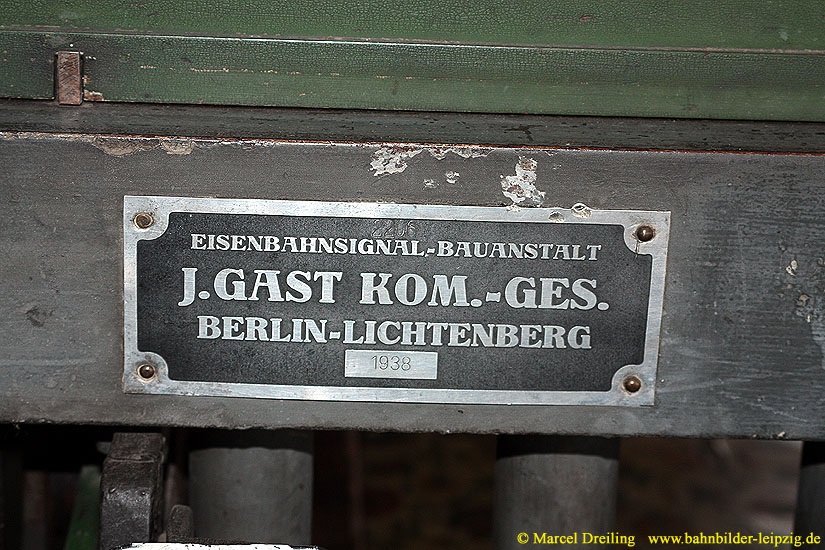 EISENBAHNSIGNAL-BAUANSTALT
J. GAST KOM.-GES.
BERLIN-LICHTENBERG
1938
© Marcel Dreiling www.bahnbilder-leipzig.de